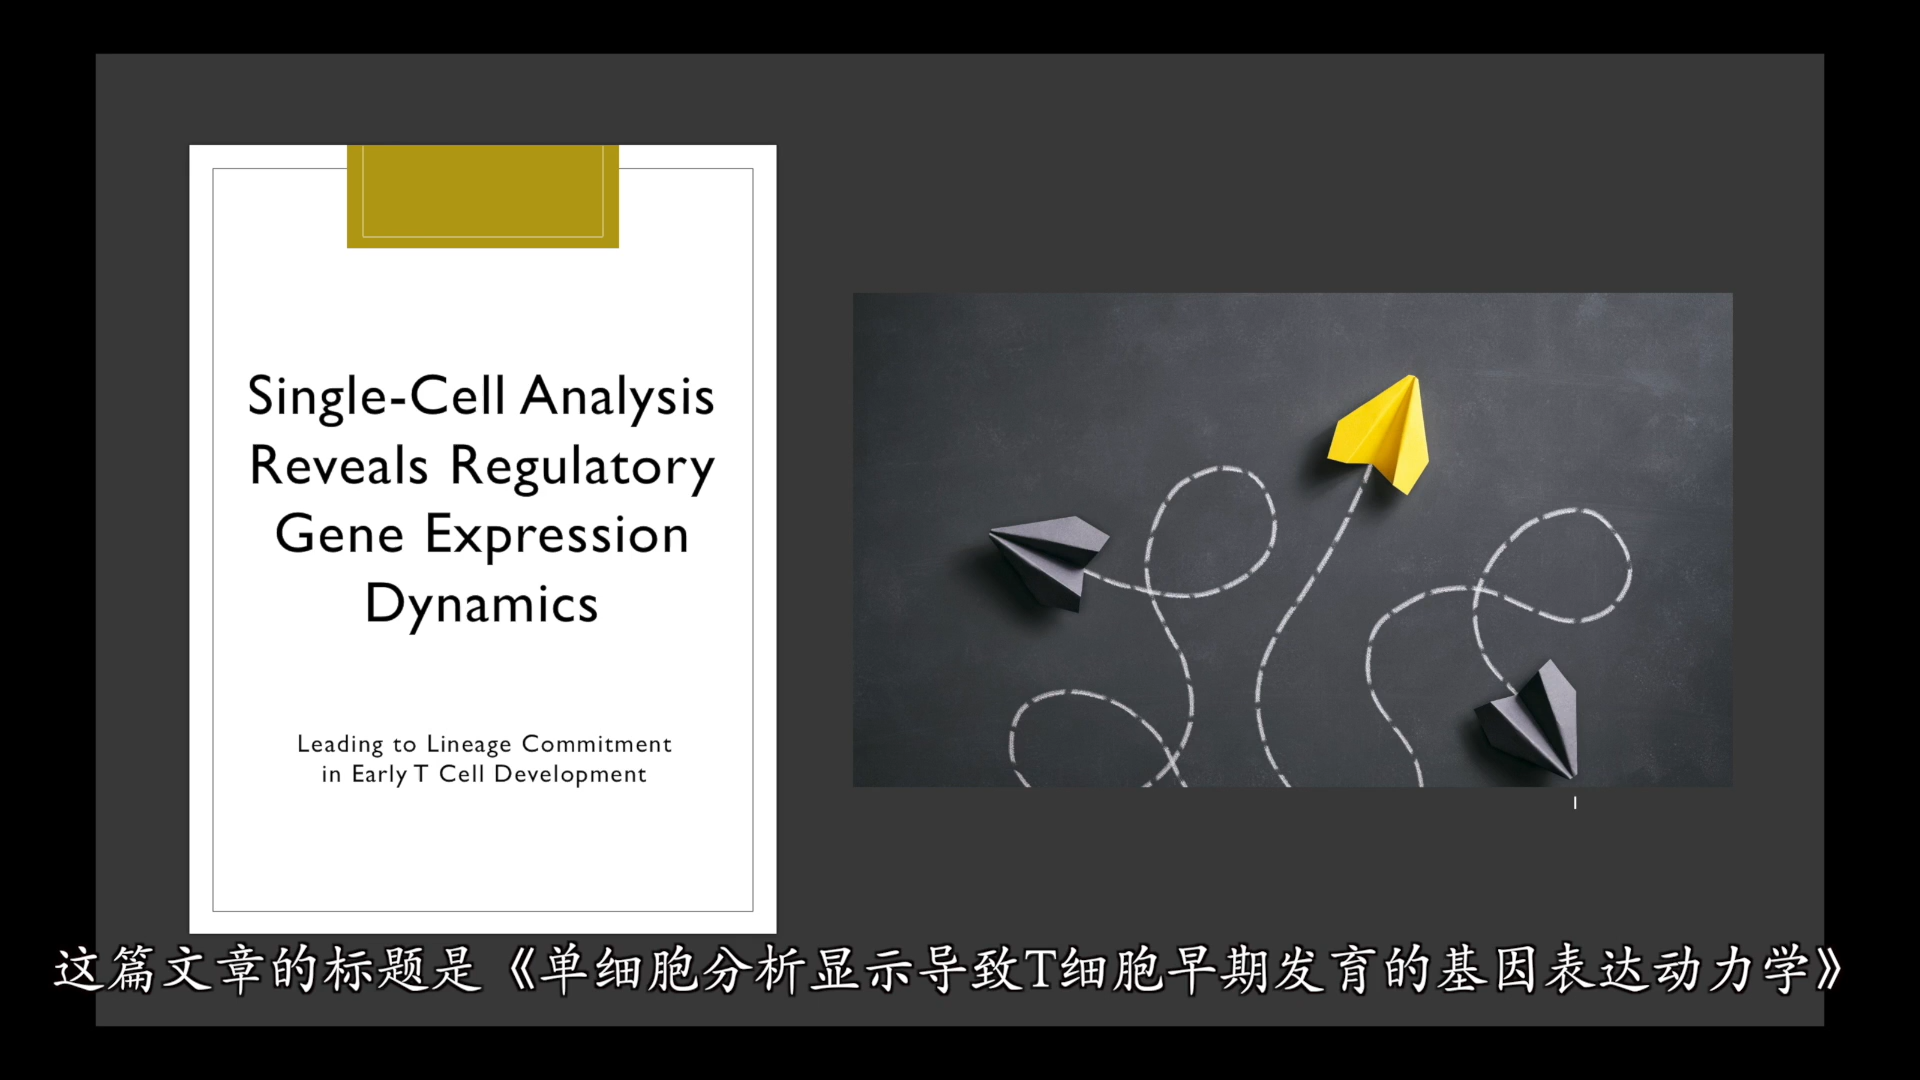 Single-Cell Analysis
Reveals Regulatory
Gene Expression
Dynamics
Leading to Lineage Commitment
in Early T Cell Development
这篇文章的标题是《单细胞分析显示导致T细胞早期发育的基因表达动力学》